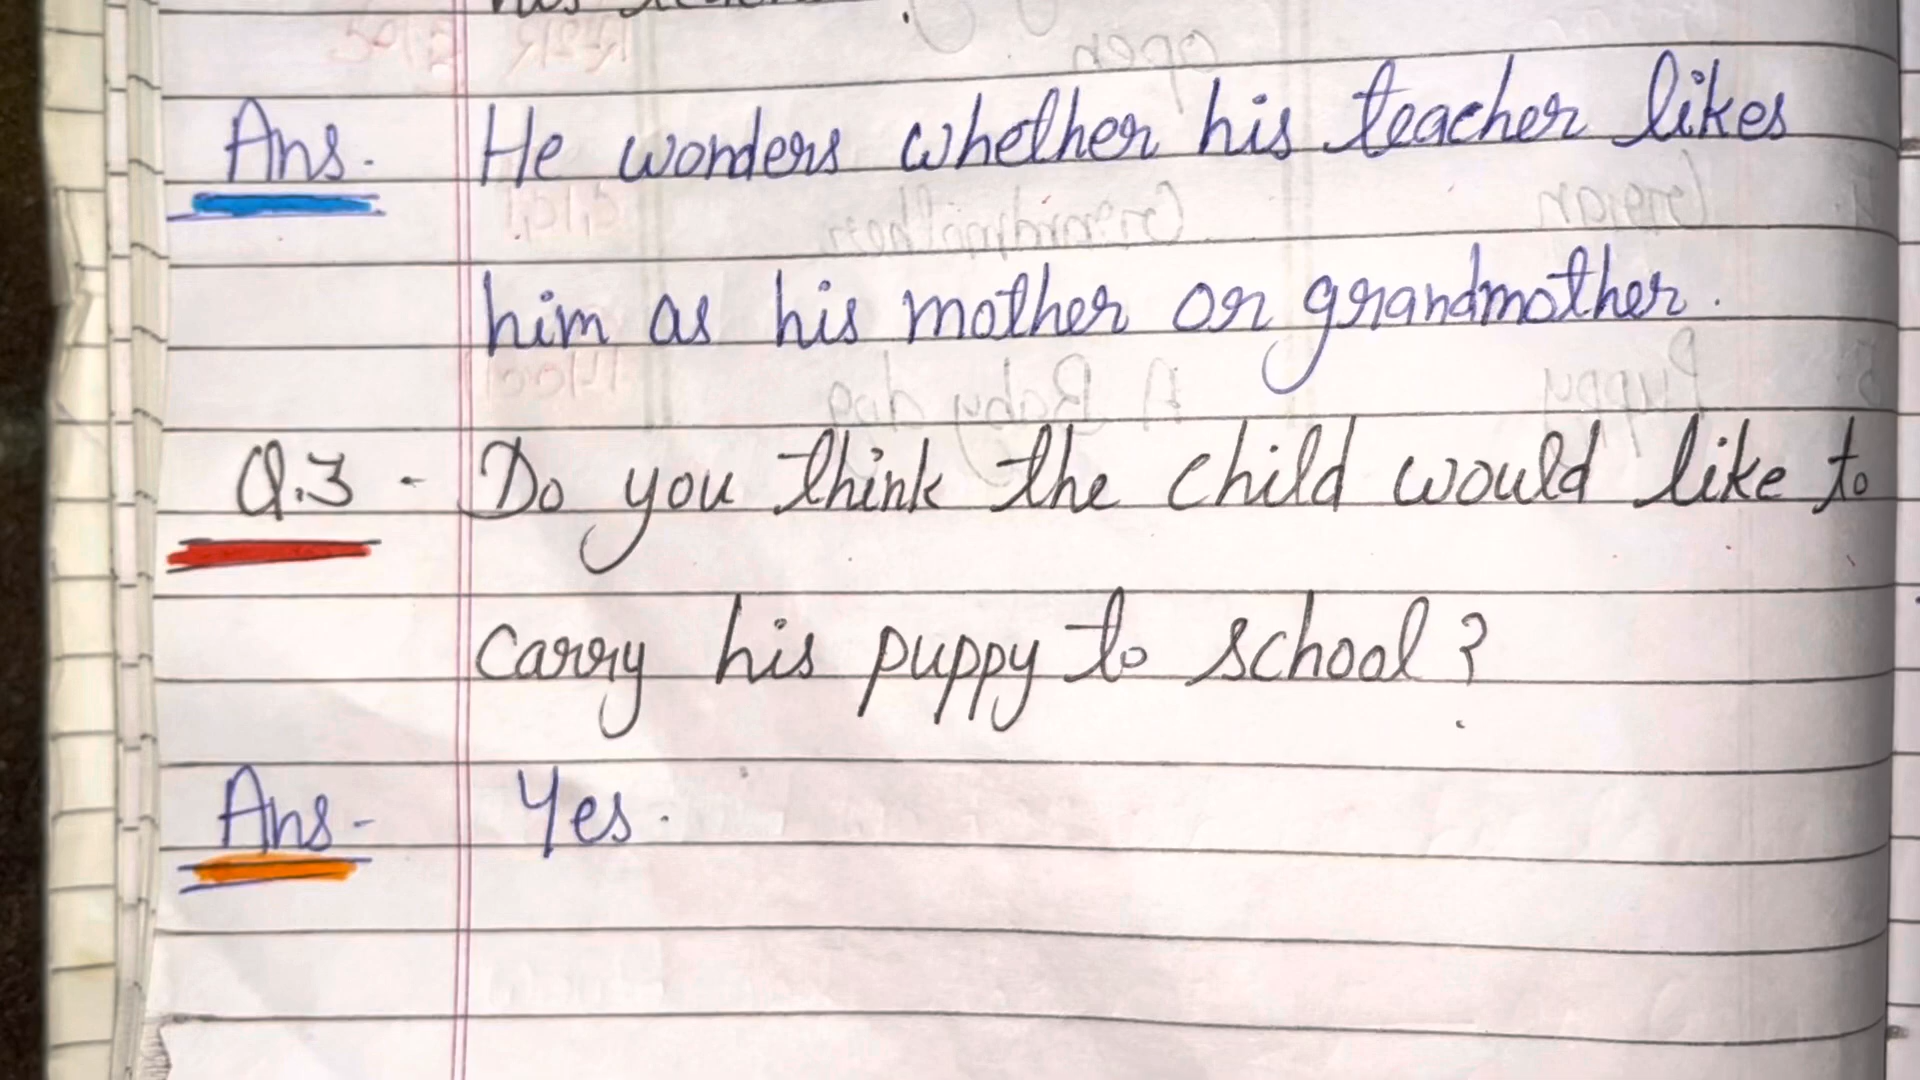 Ans. He wonders whether his teacher likes
him as his mother or grandmother.
Q.3 - Do you think the child would like to
carry his puppy to school?
Ans- Yes.